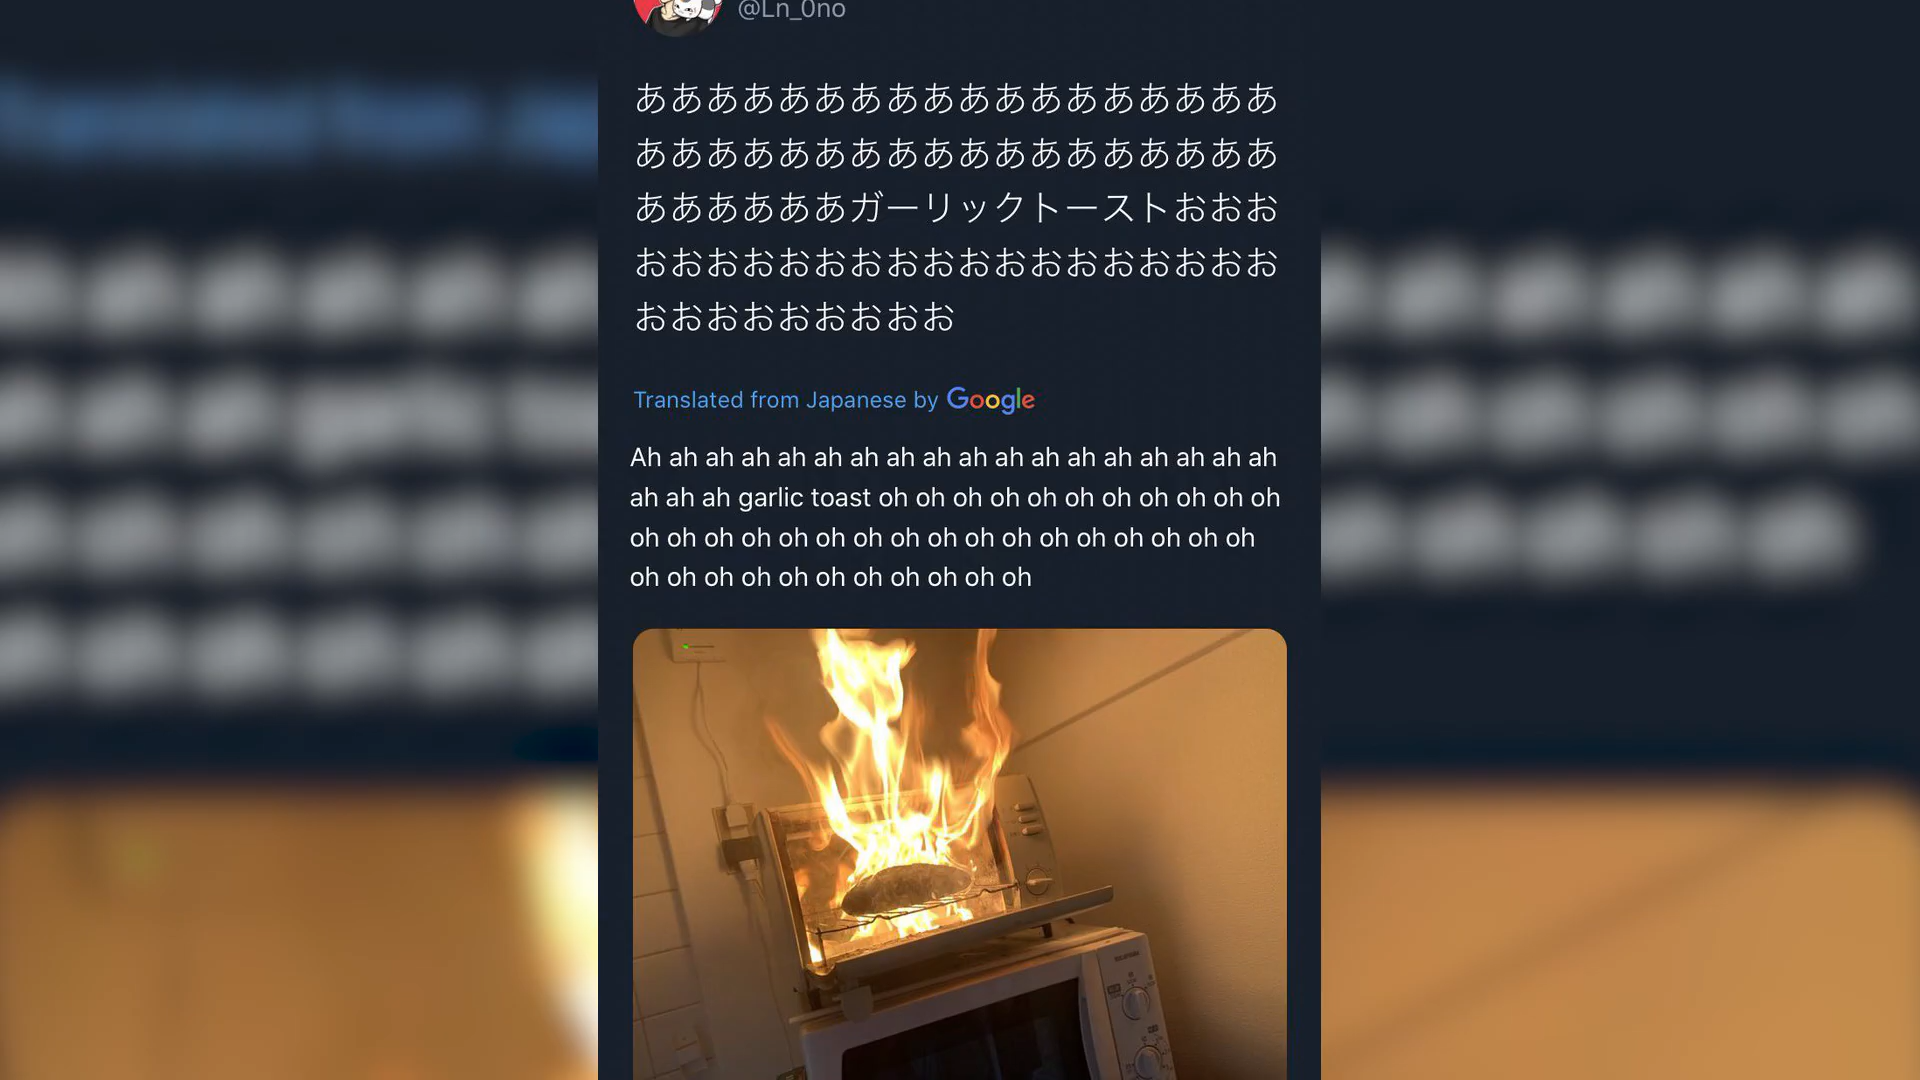 @Ln_0no
ああああああああああああああああああ
ああああああああああああああああああ
ああああああガーリックトーストおおお
おおおおおおおおおおおおおおおおおお
おおおおおおおおお
Translated from Japanese by Google
Ah ah ah ah ah ah ah ah ah ah ah ah ah ah ah ah ah ah
ah ah ah garlic toast oh oh oh oh oh oh oh oh oh oh oh
oh oh oh oh oh oh oh oh oh oh oh oh oh oh oh oh oh
oh oh oh oh oh oh oh oh oh oh oh